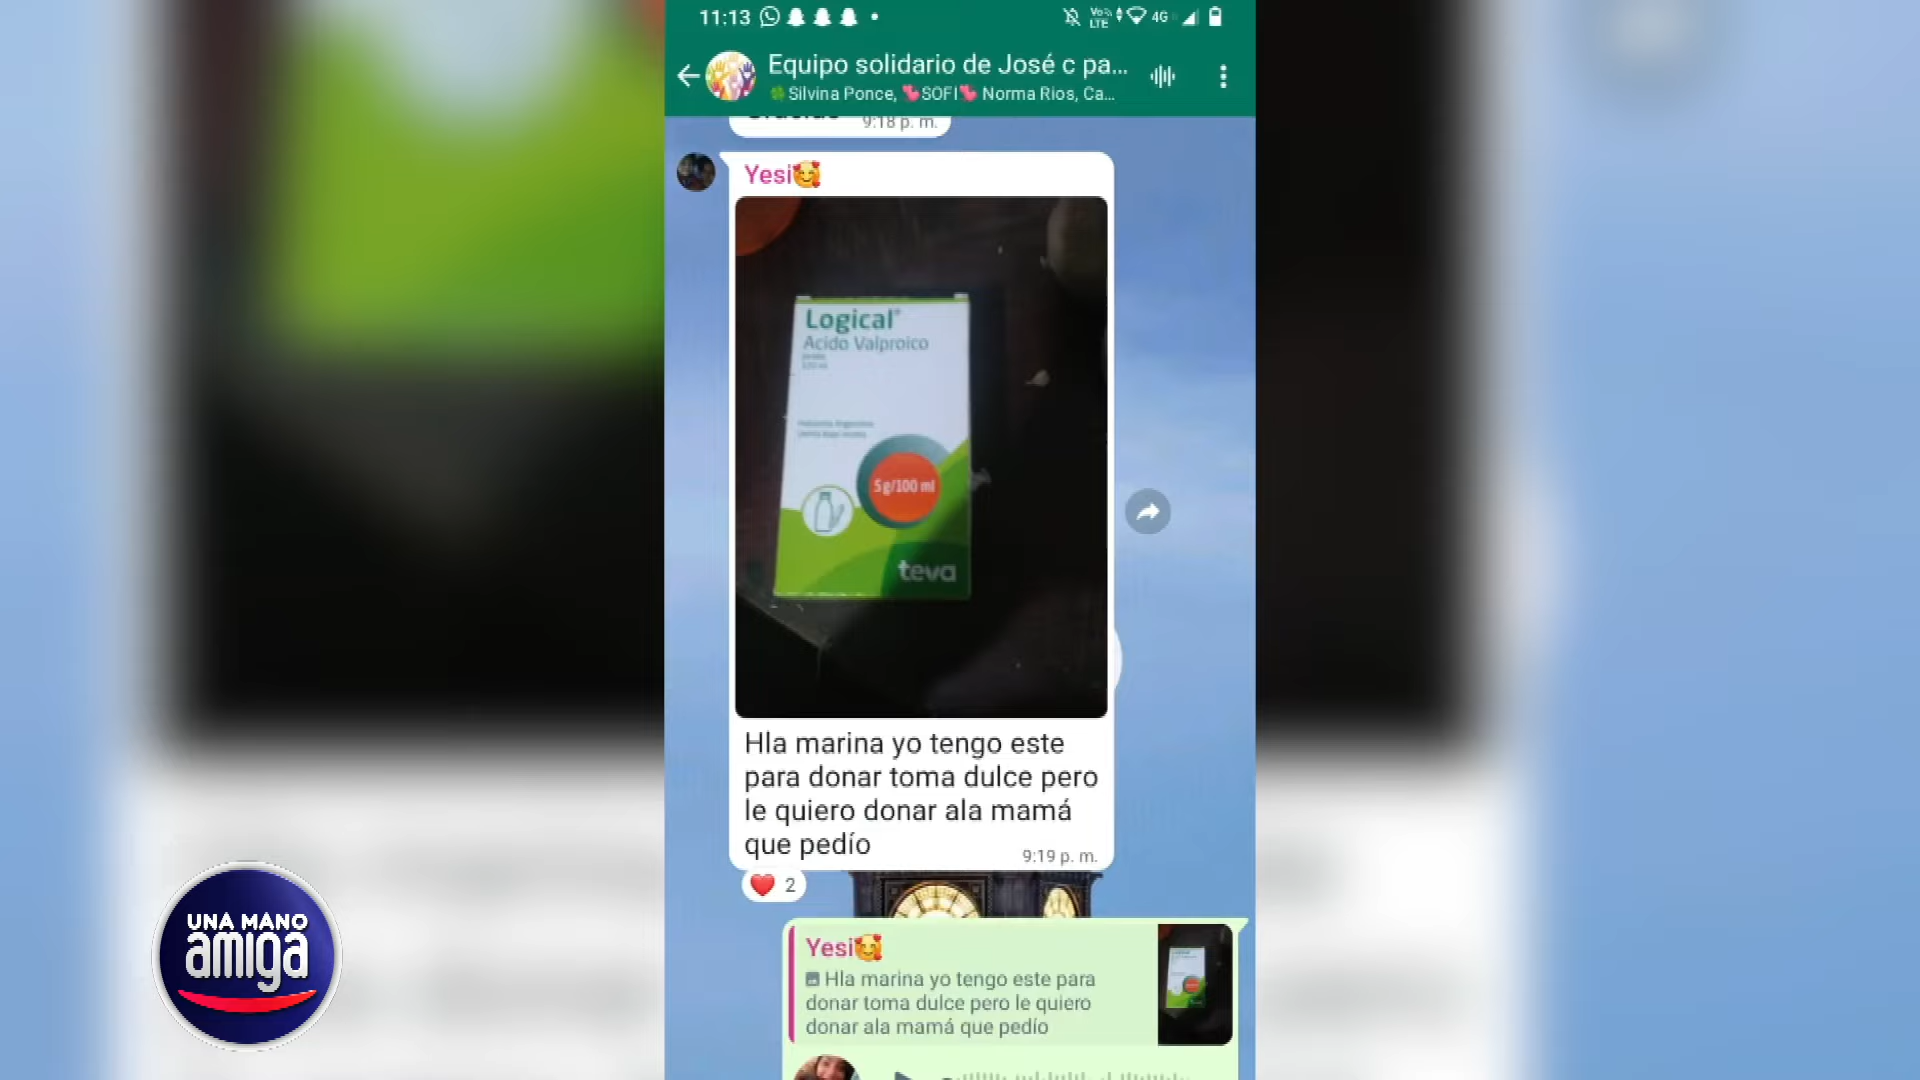 11:13
Vo LTE
4G
Equipo solidario de José c pa...
Silvina Ponce, SOFI Norma Rios, Ca...
9:18 p. m.
Yesi
Logical
Acido Valproico
5g/100 ml
teva
Hla marina yo tengo este
para donar toma dulce pero
le quiero donar ala mamá
que pedío
9:19 p. m.
2
Yesi
Hla marina yo tengo este para
donar toma dulce pero le quiero
donar ala mamá que pedío
UNA MANO
amiga